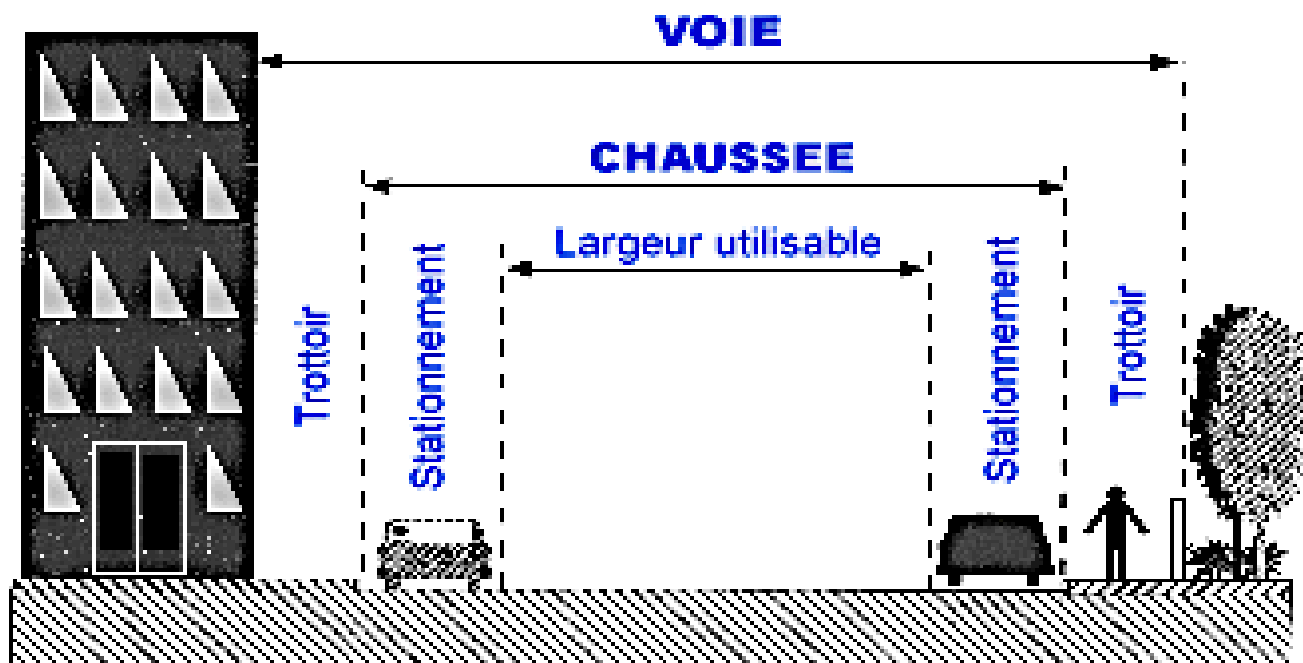 VOIE
CHAUSSEE
Largeur utilisable
Trottoir
Stationnement
Stationnement
Trottoir